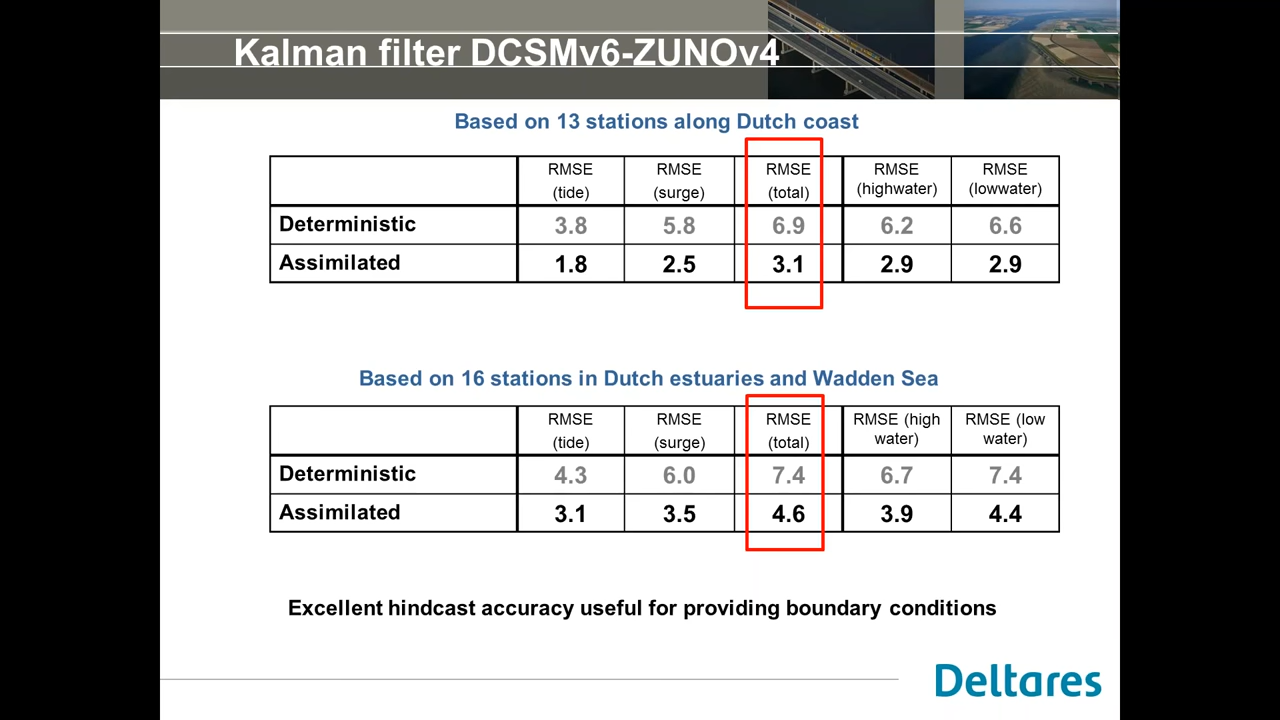 Kalman filter DCSMv6-ZUNOv4
Based on 13 stations along Dutch coast
RMSE (tide) RMSE (surge) RMSE (total) RMSE (highwater) RMSE (lowwater)
Deterministic 3.8 5.8 6.9 6.2 6.6
Assimilated 1.8 2.5 3.1 2.9 2.9
Based on 16 stations in Dutch estuaries and Wadden Sea
RMSE (tide) RMSE (surge) RMSE (total) RMSE (high water) RMSE (low water)
Deterministic 4.3 6.0 7.4 6.7 7.4
Assimilated 3.1 3.5 4.6 3.9 4.4
Excellent hindcast accuracy useful for providing boundary conditions
Deltares